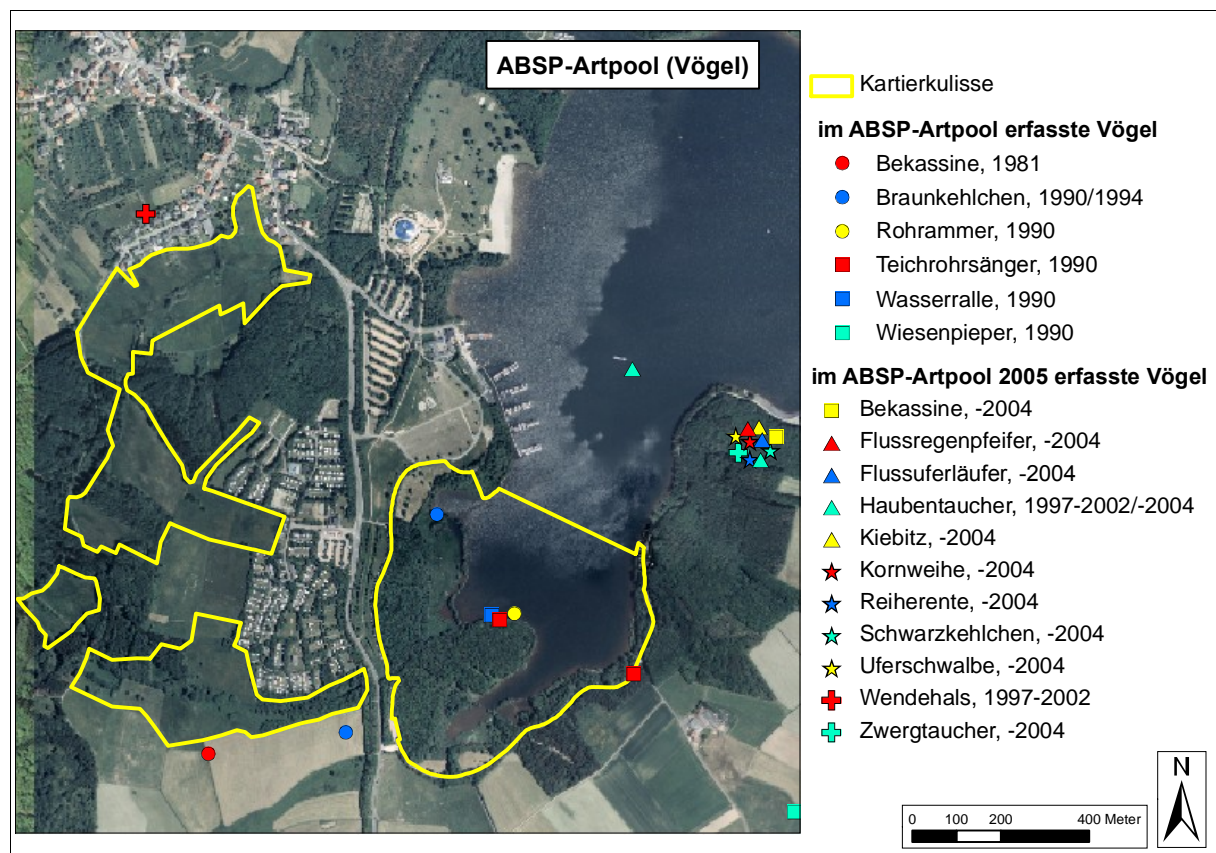 ABSP-Artpool (Vögel)
Kartierkulisse
im ABSP-Artpool erfasste Vögel
Bekassine, 1981
Braunkehlchen, 1990/1994
Rohrammer, 1990
Teichrohrsänger, 1990
Wasserralle, 1990
Wiesenpieper, 1990
im ABSP-Artpool 2005 erfasste Vögel
Bekassine, -2004
Flussregenpfeifer, -2004
Flussuferläufer, -2004
Haubentaucher, 1997-2002/-2004
Kiebitz, -2004
Kornweihe, -2004
Reiherente, -2004
Schwarzkehlchen, -2004
Uferschwalbe, -2004
Wendehals, 1997-2002
Zwergtaucher, -2004
N
0 100 200 400 Meter